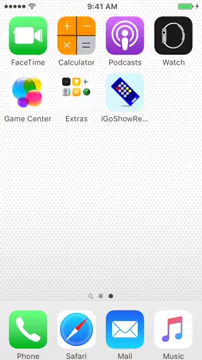 9:41 AM
FaceTime Calculator Podcasts Watch
Game Center Extras iGoShowRe...
Phone Safari Mail Music